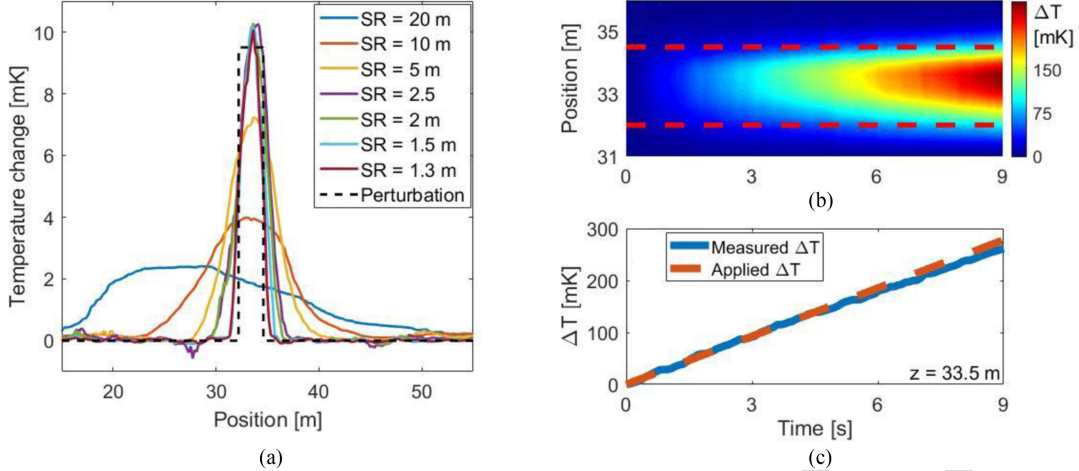 10
8
6
4
2
0
Temperature change [mK]
SR = 20 m
SR = 10 m
SR = 5 m
SR = 2.5
SR = 2 m
SR = 1.5 m
SR = 1.3 m
Perturbation
20
30
40
50
Position [m]
(a)
35
33
31
Position [m]
0
3
6
9
ΔT
[mK]
150
75
0
(b)
300
200
100
0
ΔT [mK]
Measured ΔT
Applied ΔT
z = 33.5 m
0
3
6
9
Time [s]
(c)